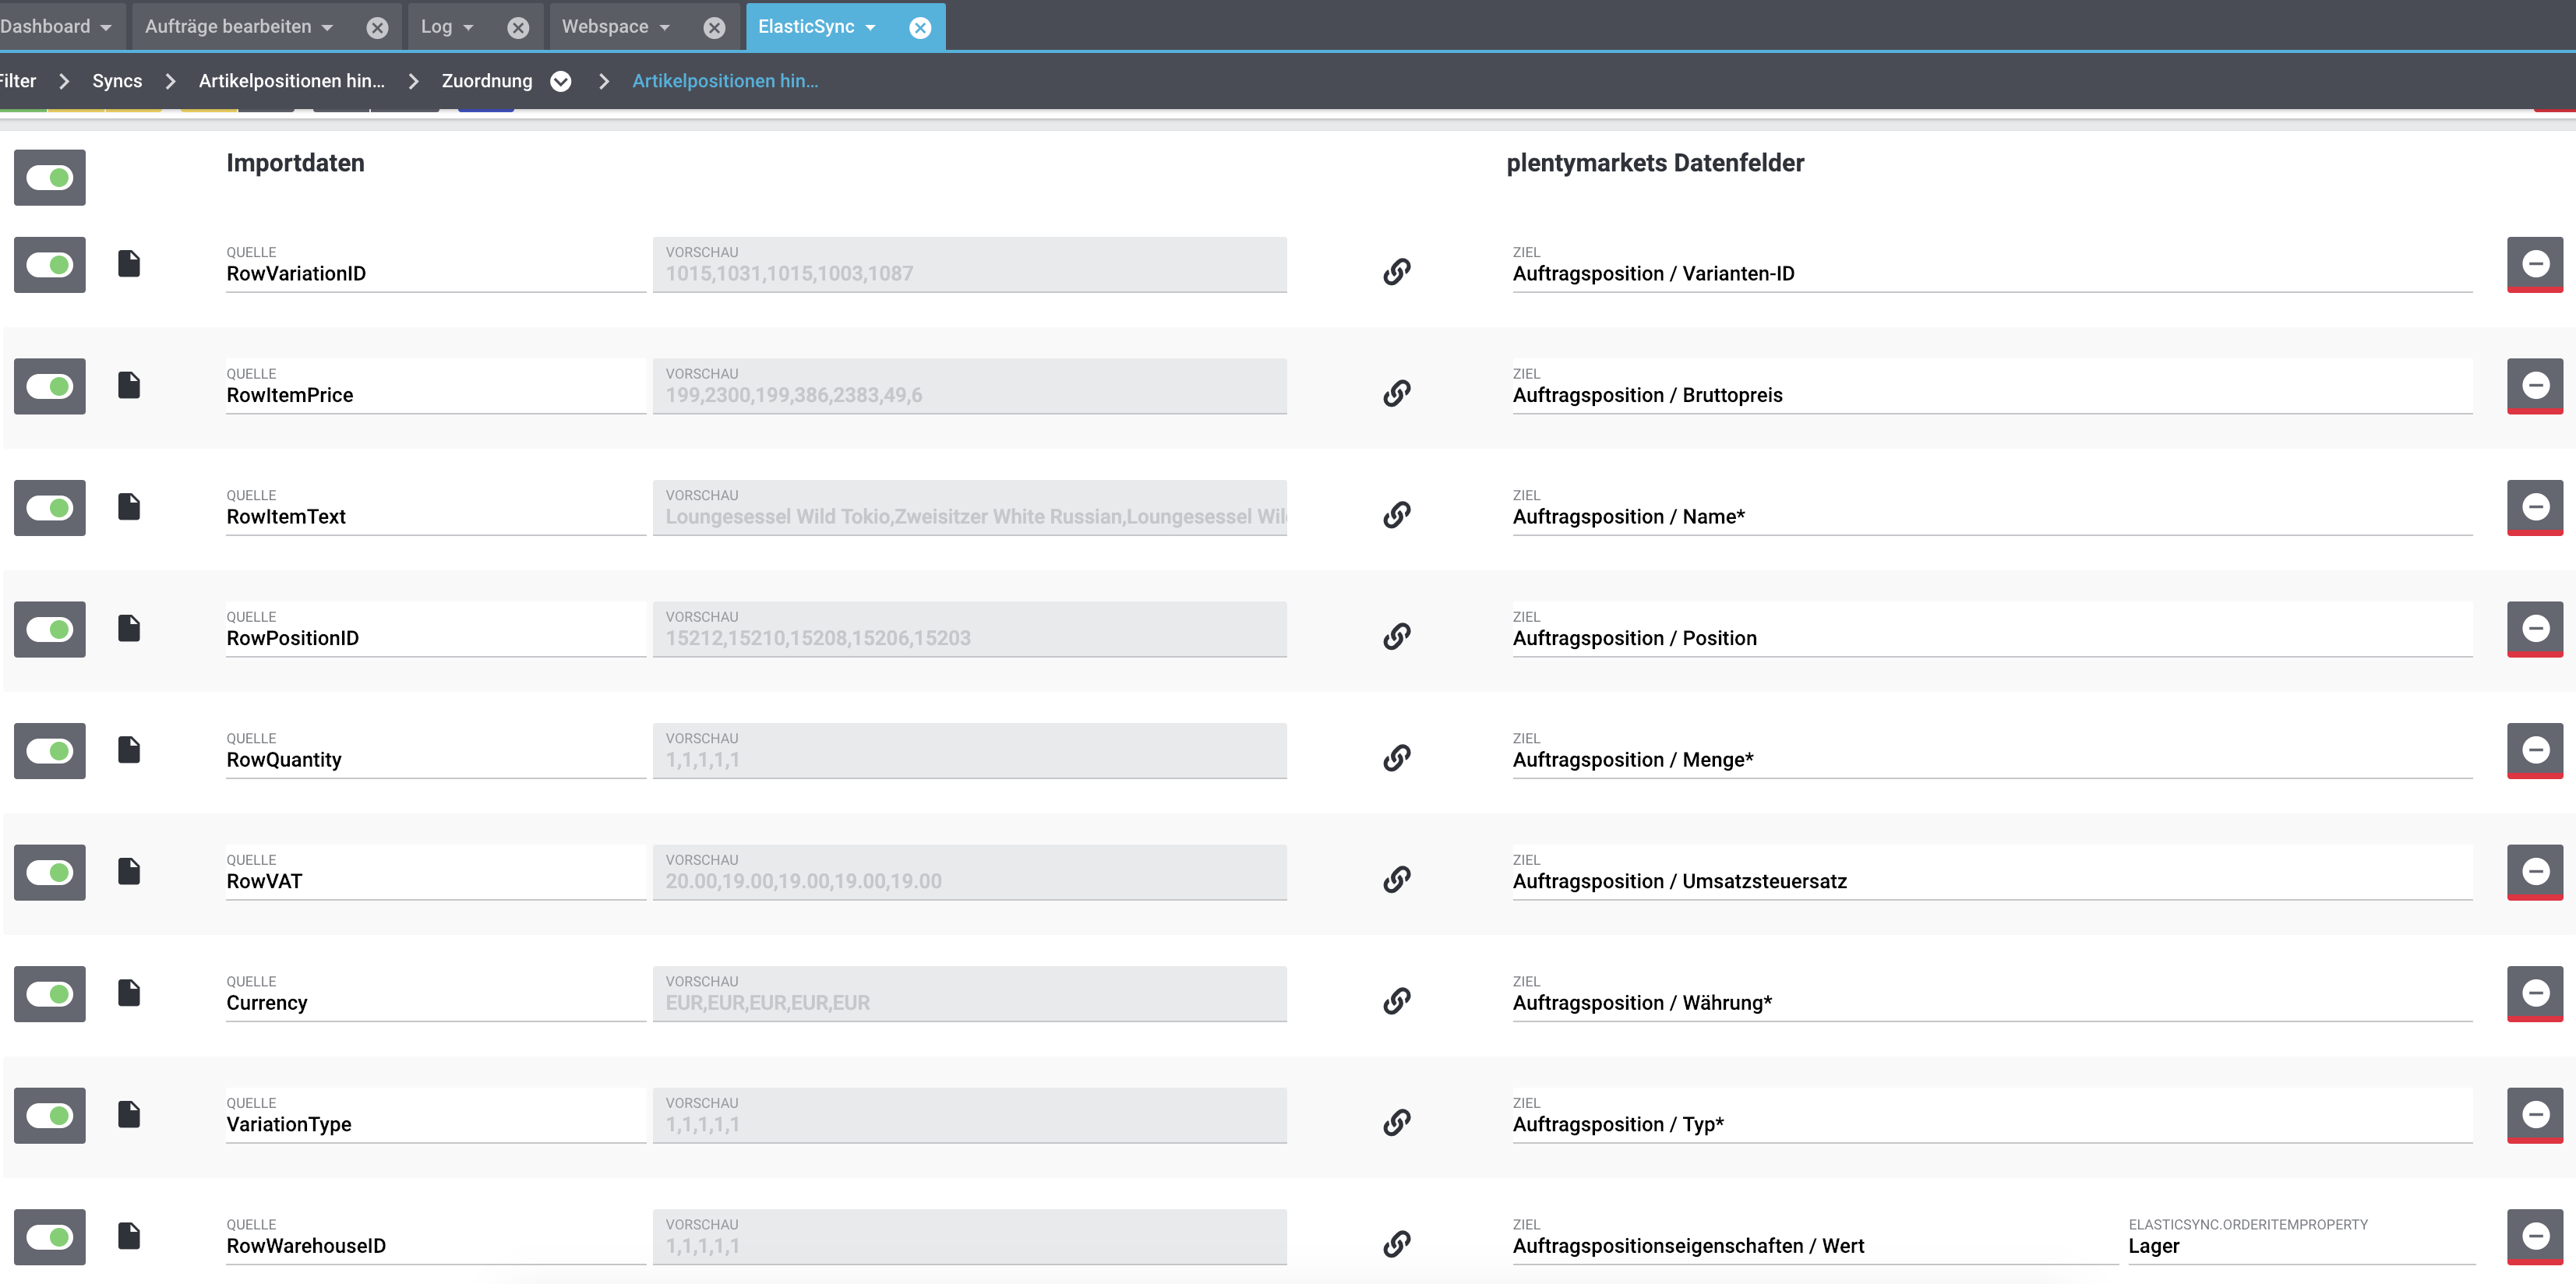 Dashboard
Aufträge bearbeiten
Log
Webspace
ElasticSync
Filter
Syncs
Artikelpositionen hin...
Zuordnung
Artikelpositionen hin...
Importdaten
plentymarkets Datenfelder
QUELLE
RowVariationID
VORSCHAU
1015,1031,1015,1003,1087
ZIEL
Auftragsposition / Varianten-ID
QUELLE
RowItemPrice
VORSCHAU
199,2300,199,386,2383,49,6
ZIEL
Auftragsposition / Bruttopreis
QUELLE
RowItemText
VORSCHAU
Loungesessel Wild Tokio,Zweisitzer White Russian,Loungesessel Wil
ZIEL
Auftragsposition / Name*
QUELLE
RowPositionID
VORSCHAU
15212,15210,15208,15206,15203
ZIEL
Auftragsposition / Position
QUELLE
RowQuantity
VORSCHAU
1,1,1,1,1
ZIEL
Auftragsposition / Menge*
QUELLE
RowVAT
VORSCHAU
20.00,19.00,19.00,19.00,19.00
ZIEL
Auftragsposition / Umsatzsteuersatz
QUELLE
Currency
VORSCHAU
EUR,EUR,EUR,EUR,EUR
ZIEL
Auftragsposition / Währung*
QUELLE
VariationType
VORSCHAU
1,1,1,1,1
ZIEL
Auftragsposition / Typ*
QUELLE
RowWarehouseID
VORSCHAU
1,1,1,1,1
ZIEL
Auftragspositionseigenschaften / Wert
ELASTICSYNC.ORDERITEMPROPERTY
Lager